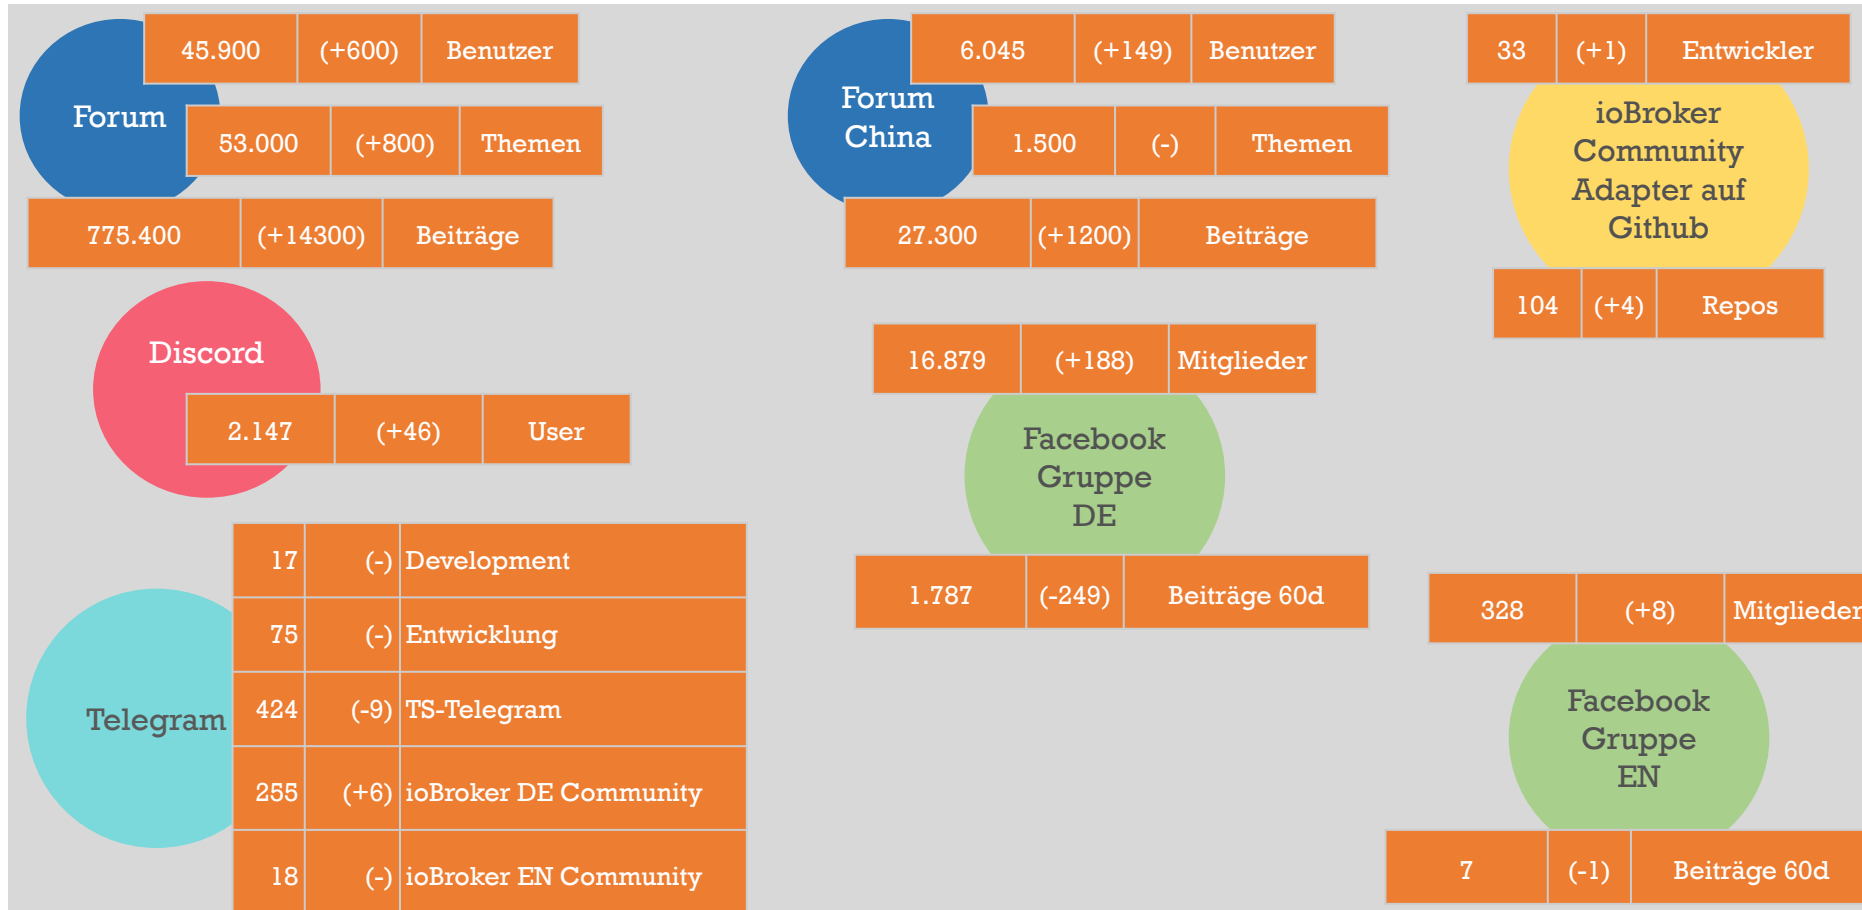 Forum
45.900 (+600) Benutzer
53.000 (+800) Themen
775.400 (+14300) Beiträge
Forum
China
6.045 (+149) Benutzer
1.500 (-) Themen
27.300 (+1200) Beiträge
33 (+1) Entwickler
ioBroker
Community
Adapter auf
Github
104 (+4) Repos
Discord
2.147 (+46) User
16.879 (+188) Mitglieder
Facebook
Gruppe
DE
1.787 (-249) Beiträge 60d
Telegram
17 (-) Development
75 (-) Entwicklung
424 (-9) TS-Telegram
255 (+6) ioBroker DE Community
18 (-) ioBroker EN Community
328 (+8) Mitglieder
Facebook
Gruppe
EN
7 (-1) Beiträge 60d